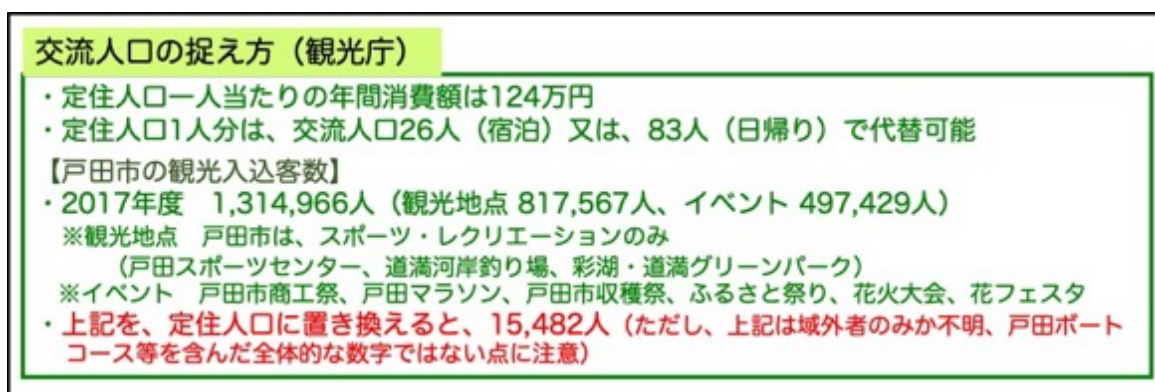 交流人口の捉え方（観光庁）
・定住人口一人当たりの年間消費額は124万円
・定住人口1人分は、交流人口26人（宿泊）又は、83人（日帰り）で代替可能
【戸田市の観光入込客数】
・2017年度　1,314,966人（観光地点 817,567人、イベント 497,429人）
※観光地点　戸田市は、スポーツ・レクリエーションのみ
（戸田スポーツセンター、道満河岸釣り場、彩湖・道満グリーンパーク）
※イベント　戸田市商工祭、戸田マラソン、戸田市収穫祭、ふるさと祭り、花火大会、花フェスタ
・上記を、定住人口に置き換えると、15,482人（ただし、上記は域外者のみか不明、戸田ボート
コース等を含んだ全体的な数字ではない点に注意）